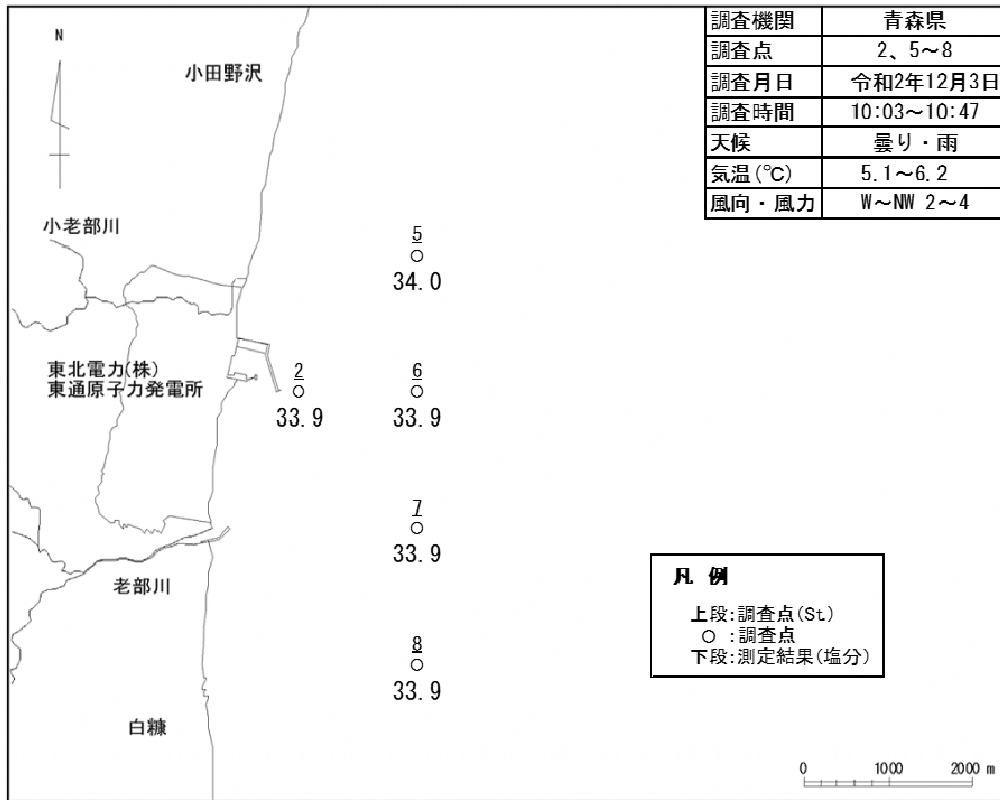 調査機関 青森県
調査点 2、5～8
調査月日 令和2年12月3日
調査時間 10:03～10:47
天候 曇り・雨
気温(℃) 5.1～6.2
風向・風力 W～NW 2～4
N
小田野沢
小老部川
5
34.0
東北電力(株)
東通原子力発電所
2
33.9
6
33.9
7
33.9
老部川
8
33.9
白糠
凡 例
上段:調査点(St)
○ :調査点
下段:測定結果(塩分)
0 1000 2000 m